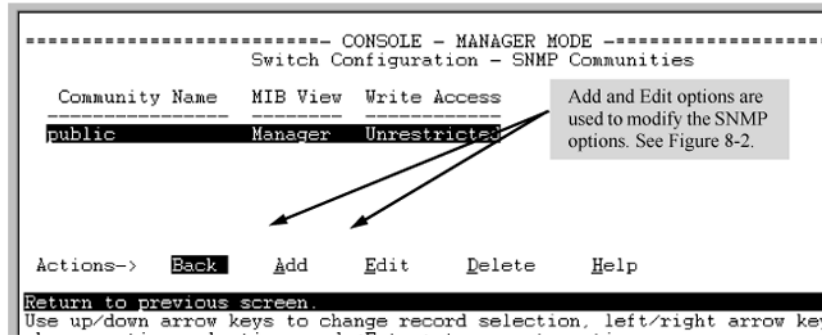 ==========================- CONSOLE - MANAGER MODE -====================
Switch Configuration - SNMP Communities
Community Name MIB View Write Access
---------------- -------- ------------
public Manager Unrestricted
Add and Edit options are
used to modify the SNMP
options. See Figure 8-2.
Actions-> Back Add Edit Delete Help
Return to previous screen.
Use up/down arrow keys to change record selection, left/right arrow